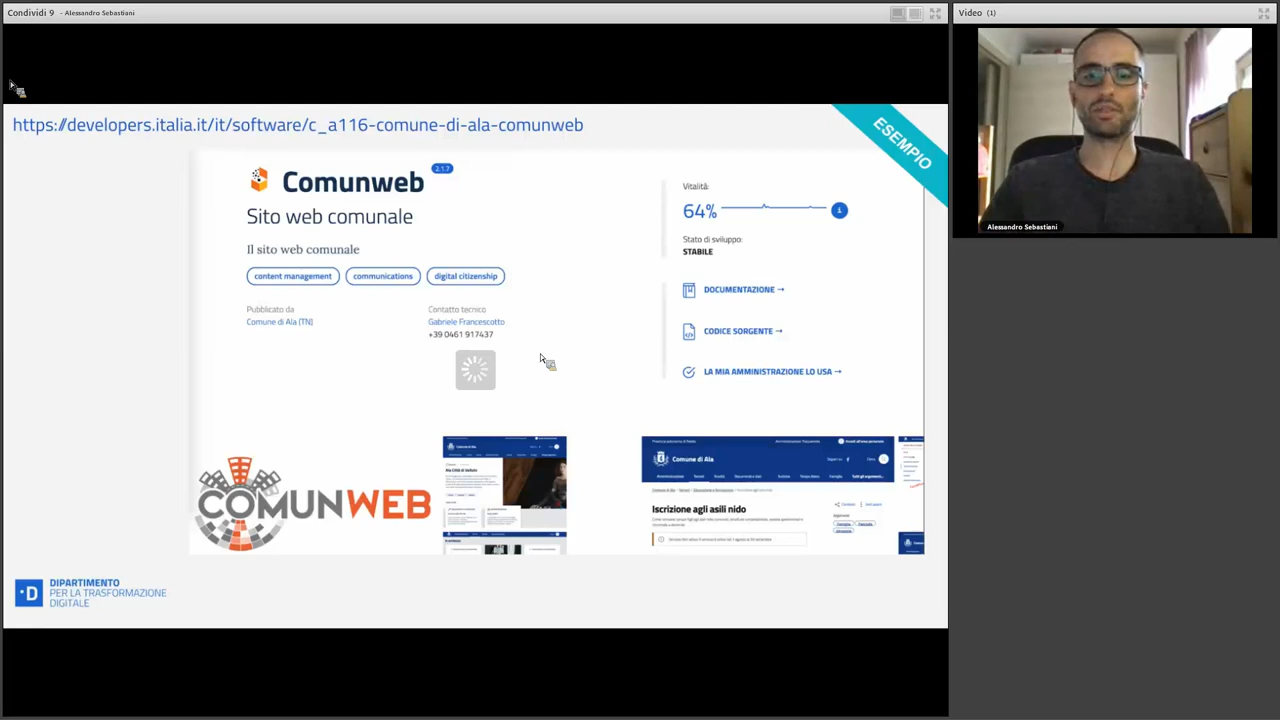 Condividi 9 - Alessandro Sebastiani
Video (1)
https://developers.italia.it/it/software/c_a116-comune-di-ala-comunweb
ESEMPIO
Comunweb 2.1.7
Sito web comunale
Il sito web comunale
content management communications digital citizenship
Pubblicato da
Comune di Ala (TN)
Contatto tecnico
Gabriele Francescotto
+39 0461 917437
Vitalità:
64%
Stato di sviluppo:
STABILE
DOCUMENTAZIONE →
CODICE SORGENTE →
LA MIA AMMINISTRAZIONE LO USA →
COMUNWEB
Comune di Ala
Iscrizione agli asili nido
DIPARTIMENTO
PER LA TRASFORMAZIONE
DIGITALE
Alessandro Sebastiani